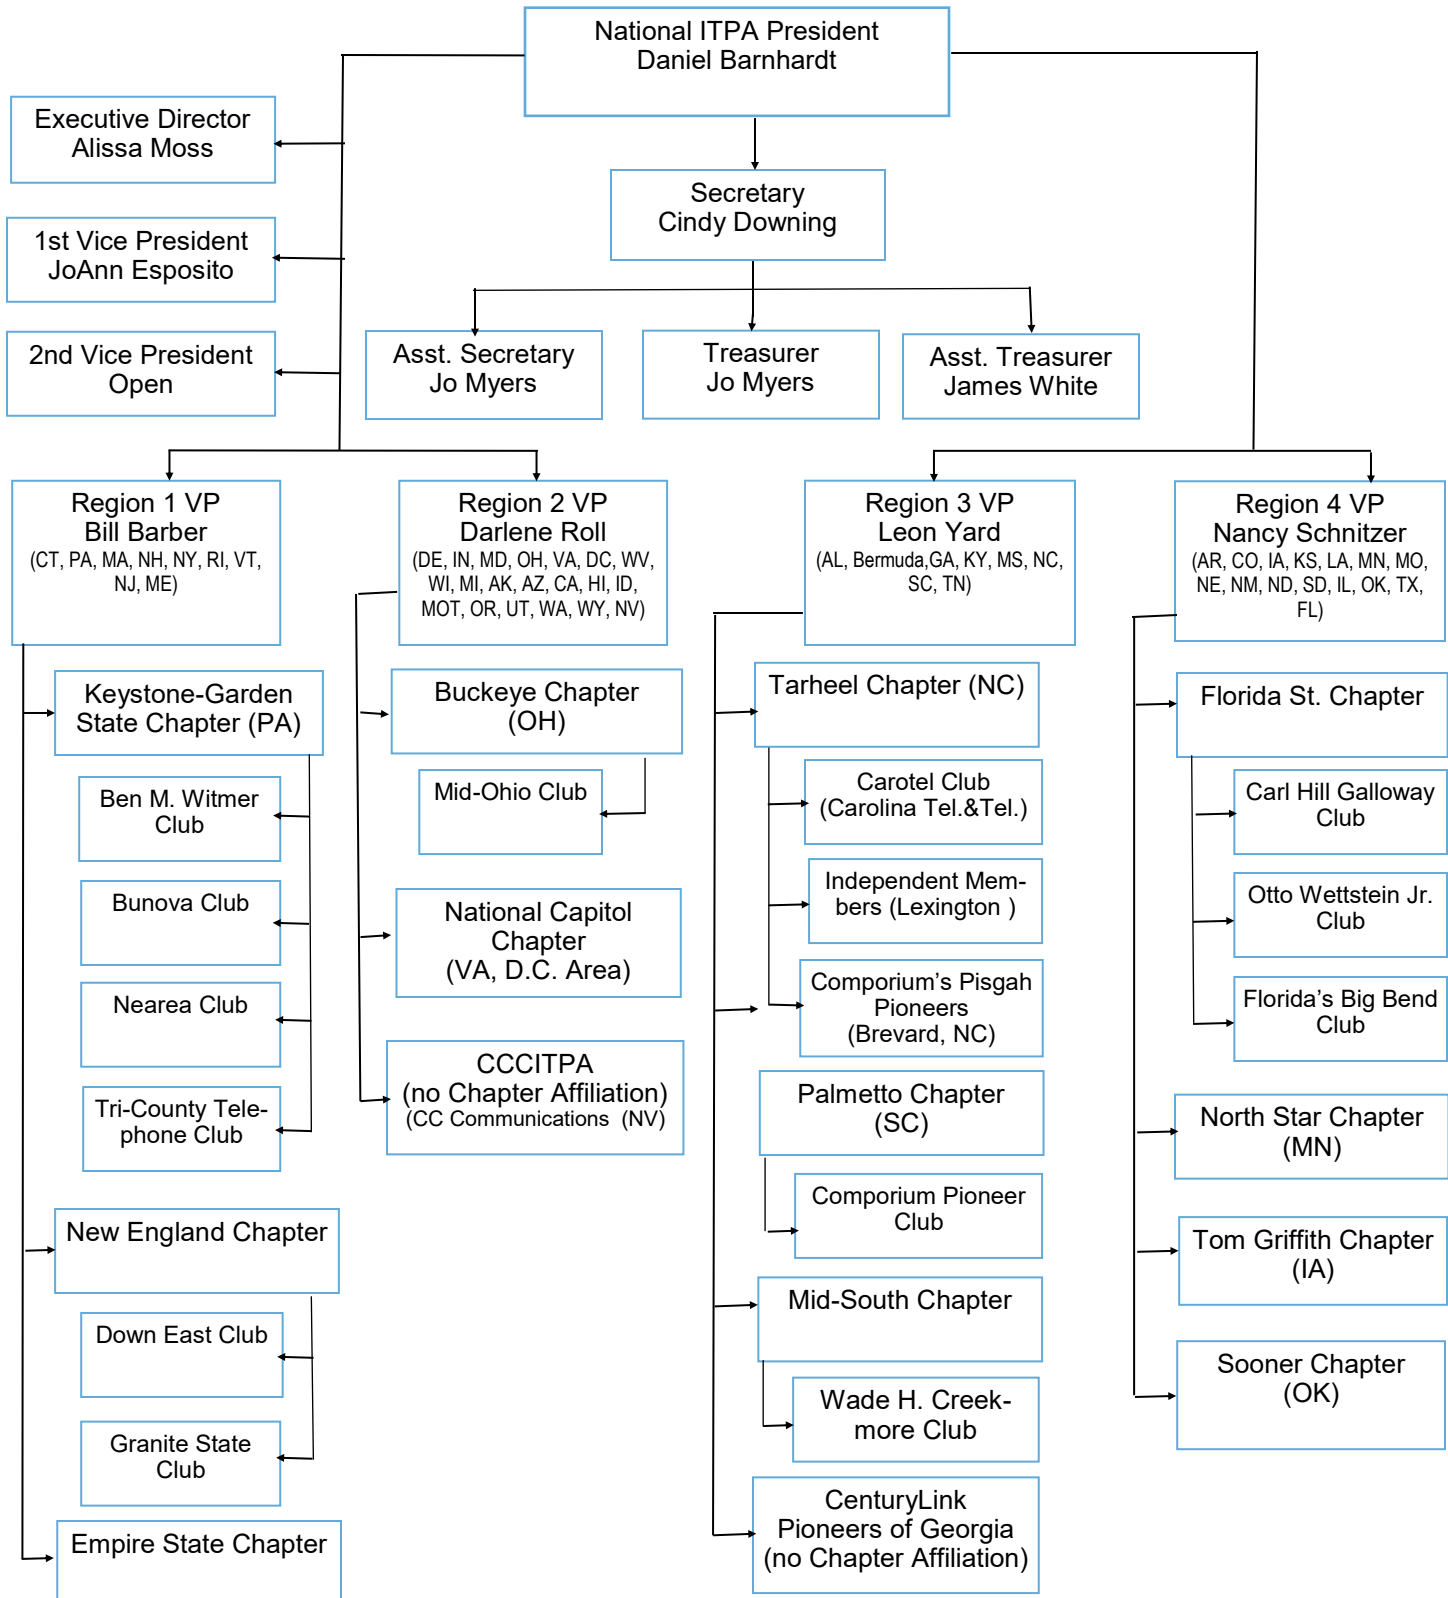 National ITPA President
Daniel Barnhardt
Executive Director
Alissa Moss
Secretary
Cindy Downing
1st Vice President
JoAnn Esposito
2nd Vice President
Open
Asst. Secretary
Jo Myers
Treasurer
Jo Myers
Asst. Treasurer
James White
Region 1 VP
Bill Barber
(CT, PA, MA, NH, NY, RI, VT,
NJ, ME)
Keystone-Garden
State Chapter (PA)
Ben M. Witmer
Club
Bunova Club
Nearea Club
Tri-County Tele-
phone Club
New England Chapter
Down East Club
Granite State
Club
Empire State Chapter
Region 2 VP
Darlene Roll
(DE, IN, MD, OH, VA, DC, WV,
WI, MI, AK, AZ, CA, HI, ID,
MOT, OR, UT, WA, WY, NV)
Buckeye Chapter
(OH)
Mid-Ohio Club
National Capitol
Chapter
(VA, D.C. Area)
CCCITPA
(no Chapter Affiliation)
(CC Communications  (NV)
Region 3 VP
Leon Yard
(AL, Bermuda,GA, KY, MS, NC,
SC, TN)
Tarheel Chapter (NC)
Carotel Club
(Carolina Tel.&Tel.)
Independent Mem-
bers (Lexington )
Comporium’s Pisgah
Pioneers
(Brevard, NC)
Palmetto Chapter
(SC)
Comporium Pioneer
Club
Mid-South Chapter
Wade H. Creek-
more Club
CenturyLink
Pioneers of Georgia
(no Chapter Affiliation)
Region 4 VP
Nancy Schnitzer
(AR, CO, IA, KS, LA, MN, MO,
NE, NM, ND, SD, IL, OK, TX,
FL)
Florida St. Chapter
Carl Hill Galloway
Club
Otto Wettstein Jr.
Club
Florida’s Big Bend
Club
North Star Chapter
(MN)
Tom Griffith Chapter
(IA)
Sooner Chapter
(OK)